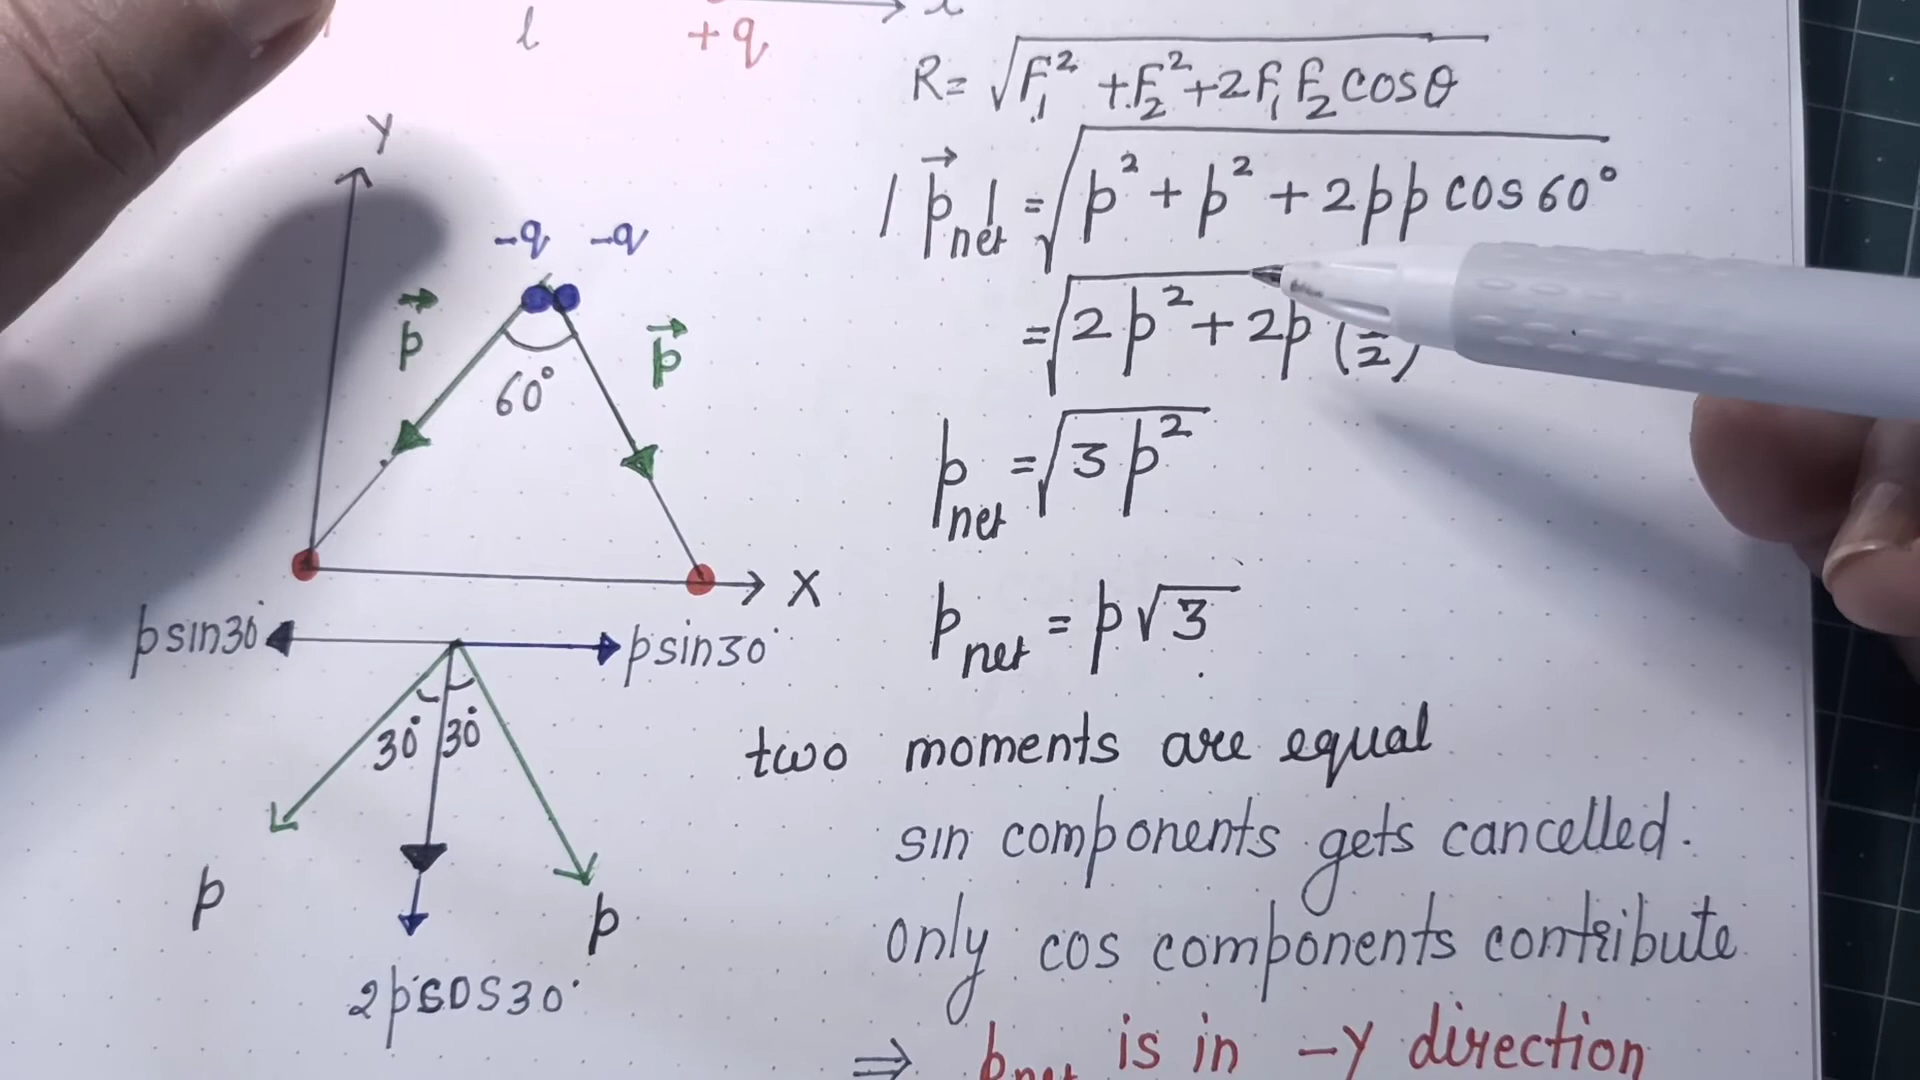 l +q x
R = √F₁² + F₂² + 2F₁F₂ cosθ
Y
|p⃗net| = √p² + p² + 2pp cos 60°
-q -q
= √2p² + 2p ( /2)
p⃗ p⃗
60°
pnet = √3p²
X
psin30° psin30°
pnet = p√3
30° 30°
two moments are equal
sin components gets cancelled.
p p
only cos components contribute
2pcos30°
⇒ pnet is in -Y direction